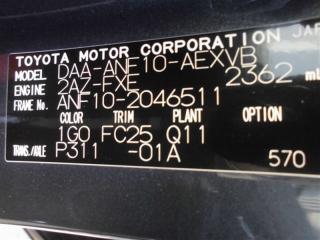 TOYOTA MOTOR CORPORATION JAP
MODEL DAA-ANF10-AEXVB
ENGINE 2AZ-FXE 2362 ml
FRAME No. ANF10-2046511
COLOR TRIM PLANT OPTION
1G0 FC25 Q11
TRANS./AXLE P311 -01A 570